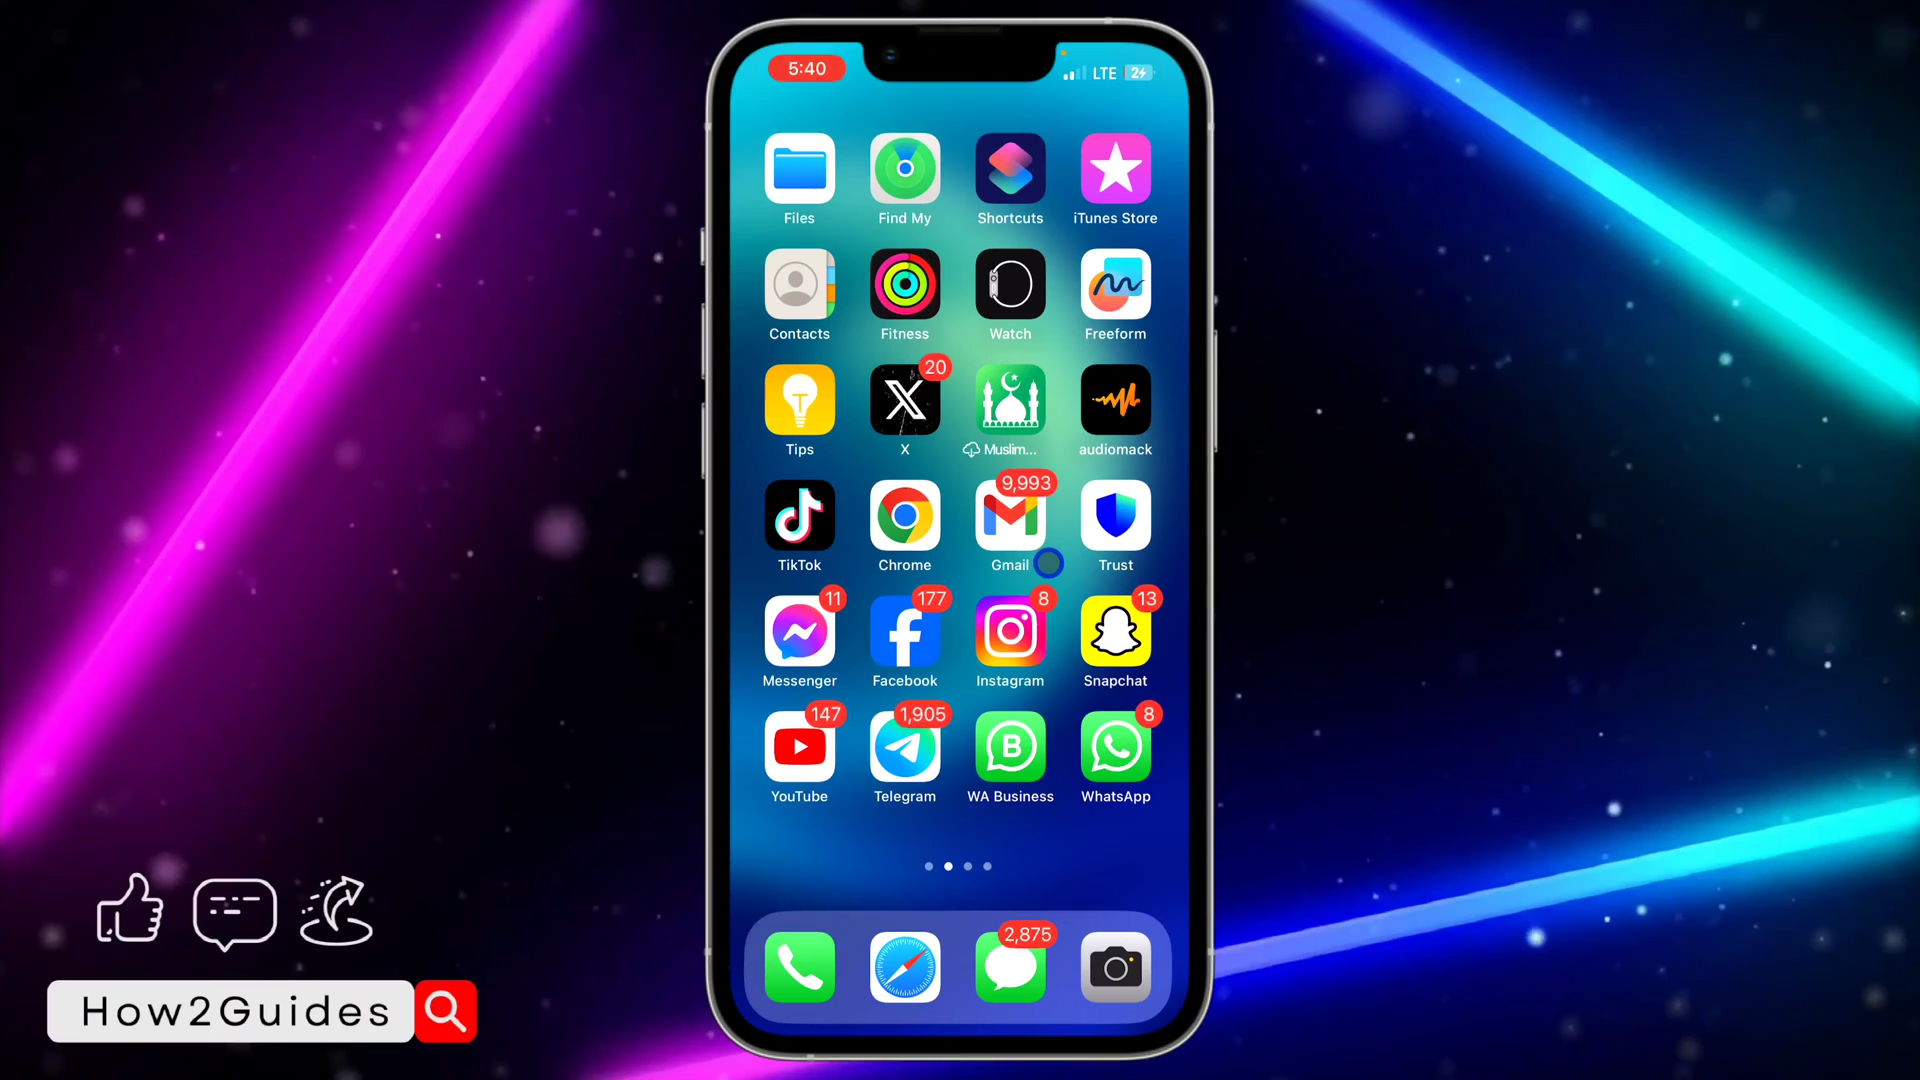 5:40
LTE 2
Files Find My Shortcuts iTunes Store
Contacts Fitness Watch Freeform
20
Tips X Muslim... audiomack
9,993
TikTok Chrome Gmail Trust
11 177 8 13
Messenger Facebook Instagram Snapchat
147 1,905 8
B
YouTube Telegram WA Business WhatsApp
2,875
How2Guides